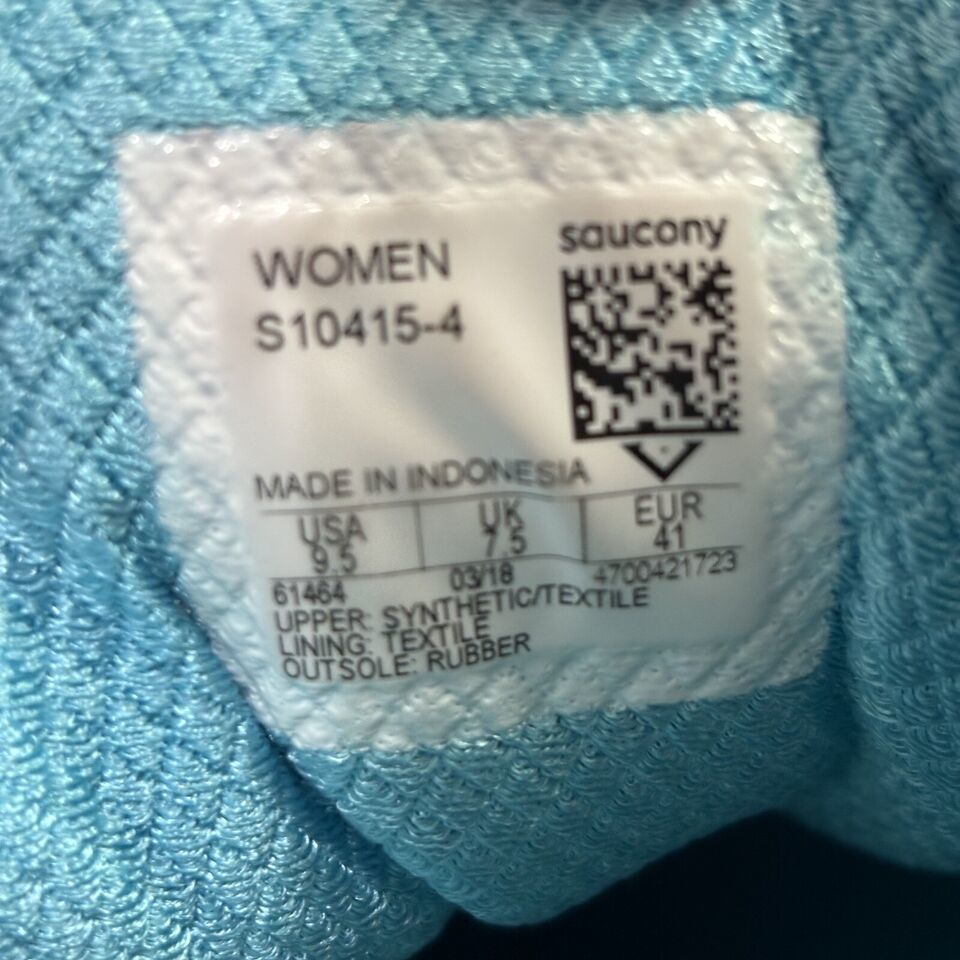 saucony
WOMEN
S10415-4
MADE IN INDONESIA
USA UK EUR
9.5 7.5 41
61464 03/18 4700421723
UPPER: SYNTHETIC/TEXTILE
LINING: TEXTILE
OUTSOLE: RUBBER